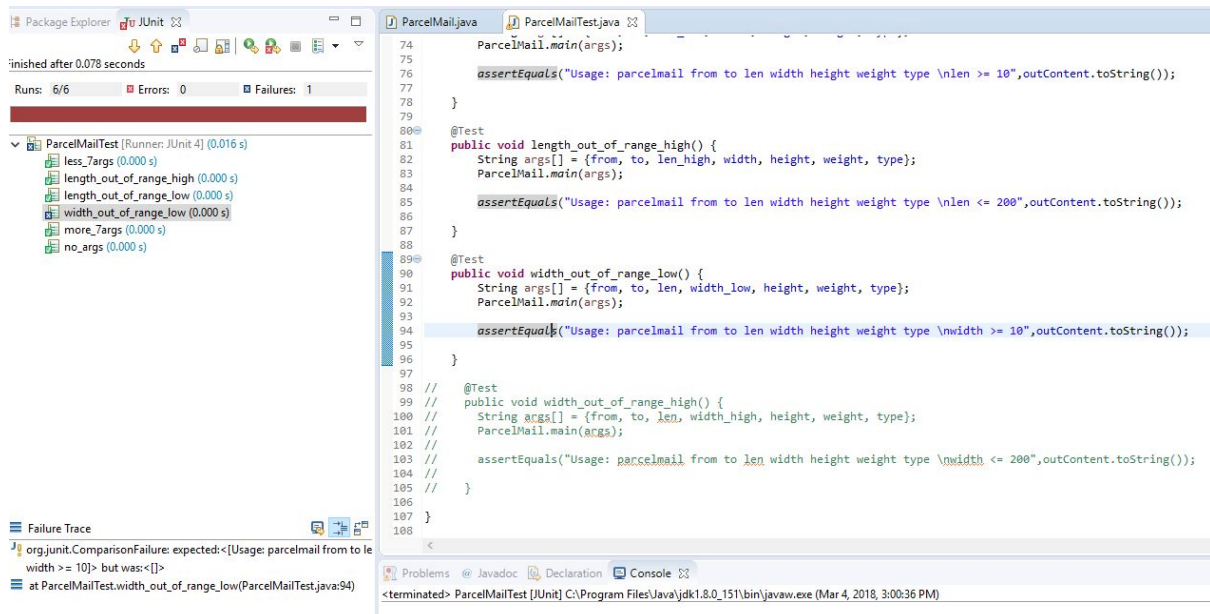 Package Explorer JUnit
Finished after 0.078 seconds
Runs: 6/6 Errors: 0 Failures: 1
ParcelMailTest [Runner: JUnit 4] (0.016 s)
less_7args (0.000 s)
length_out_of_range_high (0.000 s)
length_out_of_range_low (0.000 s)
width_out_of_range_low (0.000 s)
more_7args (0.000 s)
no_args (0.000 s)
Failure Trace
org.junit.ComparisonFailure: expected:<[Usage: parcelmail from to le
width >= 10]> but was:<[]>
at ParcelMailTest.width_out_of_range_low(ParcelMailTest.java:94)
ParcelMail.java ParcelMailTest.java
74 ParcelMail.main(args);
75
76 assertEquals("Usage: parcelmail from to len width height weight type \nlen >= 10",outContent.toString());
77
78 }
79
80 @Test
81 public void length_out_of_range_high() {
82 String args[] = {from, to, len_high, width, height, weight, type};
83 ParcelMail.main(args);
84
85 assertEquals("Usage: parcelmail from to len width height weight type \nlen <= 200",outContent.toString());
86
87 }
88
89 @Test
90 public void width_out_of_range_low() {
91 String args[] = {from, to, len, width_low, height, weight, type};
92 ParcelMail.main(args);
93
94 assertEquals("Usage: parcelmail from to len width height weight type \nwidth >= 10",outContent.toString());
95
96 }
97
98 // @Test
99 // public void width_out_of_range_high() {
100 // String args[] = {from, to, len, width_high, height, weight, type};
101 // ParcelMail.main(args);
102 //
103 // assertEquals("Usage: parcelmail from to len width height weight type \nwidth <= 200",outContent.toString());
104 //
105 // }
106
107 }
108
Problems Javadoc Declaration Console
<terminated> ParcelMailTest [JUnit] C:\Program Files\Java\jdk1.8.0_151\bin\javaw.exe (Mar 4, 2018, 3:00:36 PM)